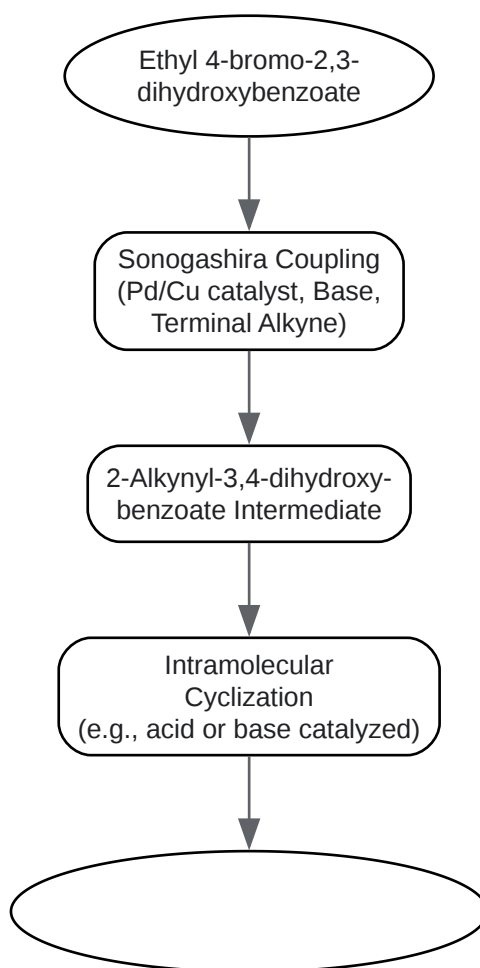 Ethyl 4-bromo-2,3-
dihydroxybenzoate
Sonogashira Coupling
(Pd/Cu catalyst, Base,
Terminal Alkyne)
2-Alkynyl-3,4-dihydroxy-
benzoate Intermediate
Intramolecular
Cyclization
(e.g., acid or base catalyzed)